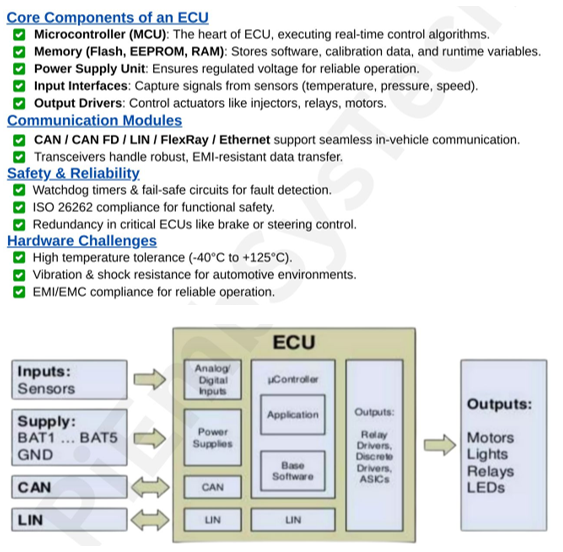 Core Components of an ECU
Microcontroller (MCU): The heart of ECU, executing real-time control algorithms.
Memory (Flash, EEPROM, RAM): Stores software, calibration data, and runtime variables.
Power Supply Unit: Ensures regulated voltage for reliable operation.
Input Interfaces: Capture signals from sensors (temperature, pressure, speed).
Output Drivers: Control actuators like injectors, relays, motors.
Communication Modules
CAN / CAN FD / LIN / FlexRay / Ethernet support seamless in-vehicle communication.
Transceivers handle robust, EMI-resistant data transfer.
Safety & Reliability
Watchdog timers & fail-safe circuits for fault detection.
ISO 26262 compliance for functional safety.
Redundancy in critical ECUs like brake or steering control.
Hardware Challenges
High temperature tolerance (-40°C to +125°C).
Vibration & shock resistance for automotive environments.
EMI/EMC compliance for reliable operation.
ECU
Inputs:
Sensors
Supply:
BAT1 ... BAT5
GND
CAN
LIN
Analog/
Digital
Inputs
Power
Supplies
CAN
LIN
µController
Application
Base
Software
LIN
Outputs:
Relay
Drivers,
Discrete
Drivers,
ASICs
Outputs:
Motors
Lights
Relays
LEDs